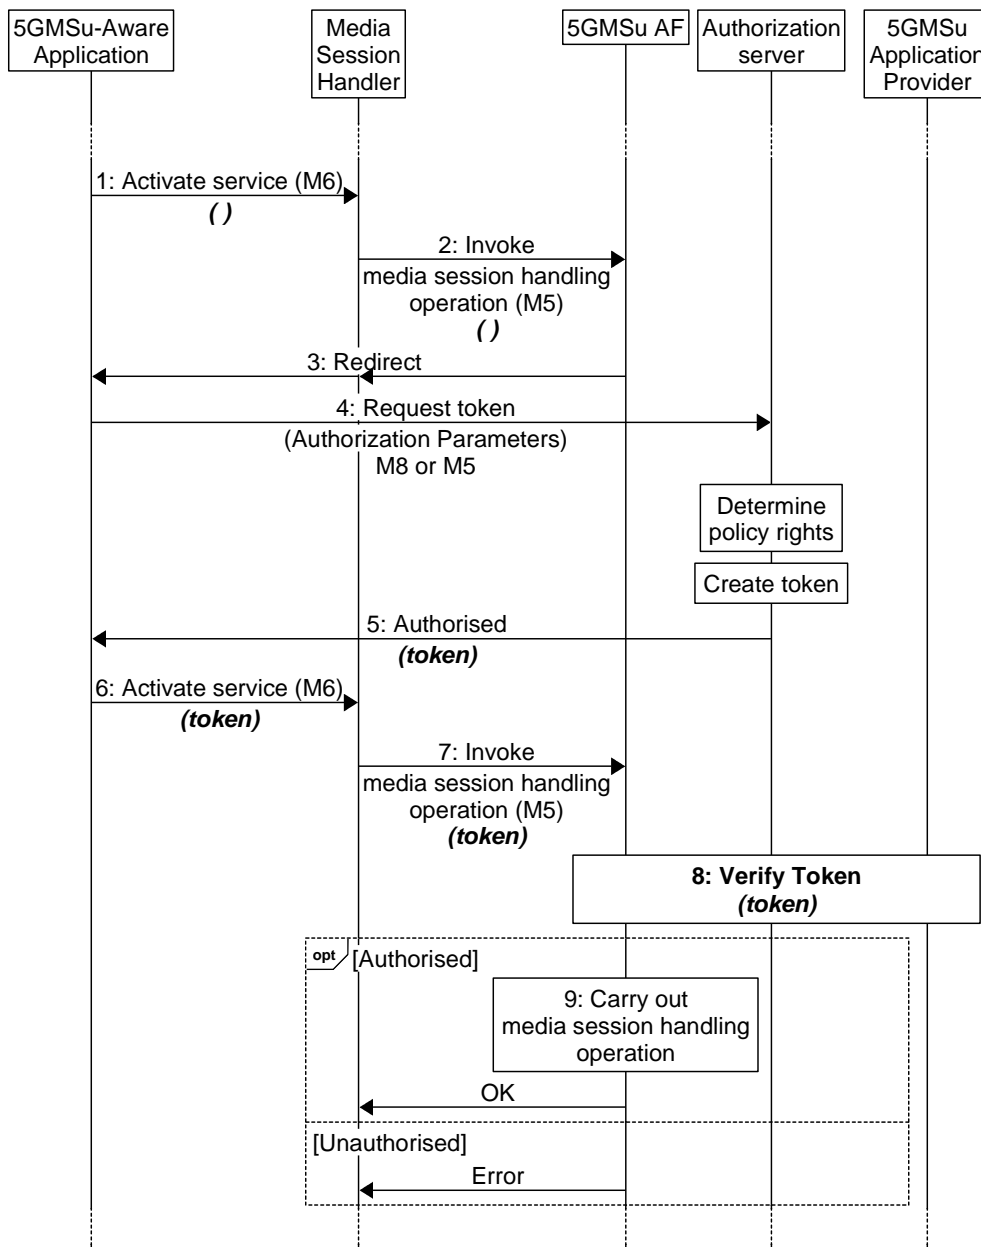 5GMSu-Aware
Application
Media
Session
Handler
5GMSu AF
Authorization
server
5GMSu
Application
Provider
1: Activate service (M6)
( )
2: Invoke
media session handling
operation (M5)
( )
3: Redirect
4: Request token
(Authorization Parameters)
M8 or M5
Determine
policy rights
Create token
5: Authorised
(token)
6: Activate service (M6)
(token)
7: Invoke
media session handling
operation (M5)
(token)
8: Verify Token
(token)
opt
[Authorised]
9: Carry out
media session handling
operation
OK
[Unauthorised]
Error